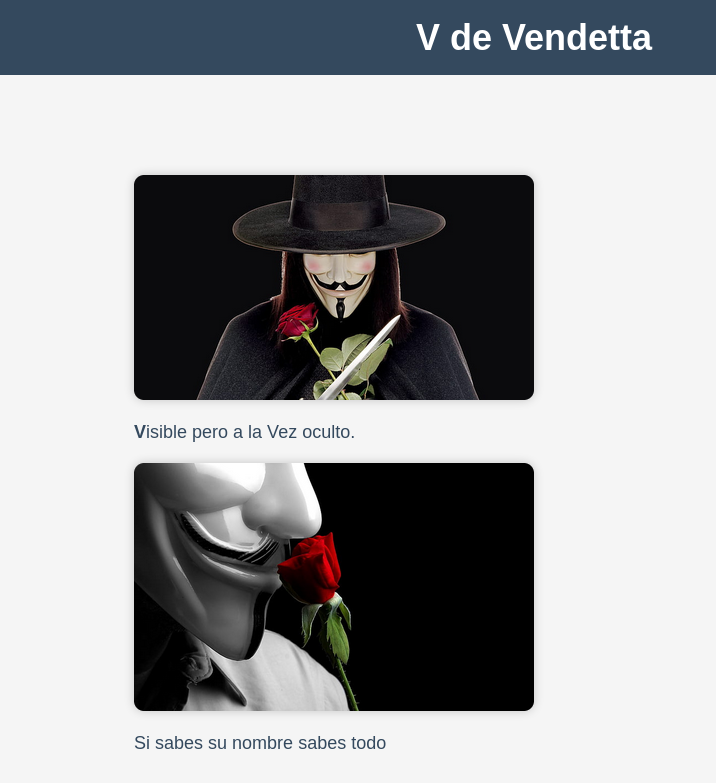 V de Vendetta
Visible pero a la Vez oculto.
Si sabes su nombre sabes todo